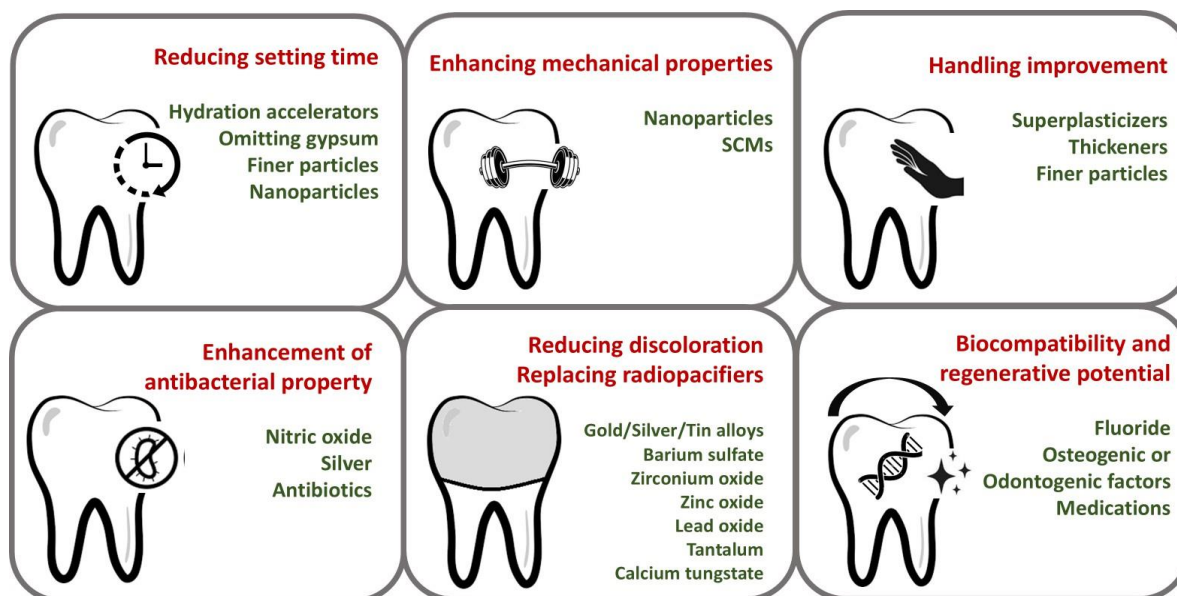 Reducing setting time
Hydration accelerators
Omitting gypsum
Finer particles
Nanoparticles
Enhancing mechanical properties
Nanoparticles
SCMs
Handling improvement
Superplasticizers
Thickeners
Finer particles
Enhancement of
antibacterial property
Nitric oxide
Silver
Antibiotics
Reducing discoloration
Replacing radiopacifiers
Gold/Silver/Tin alloys
Barium sulfate
Zirconium oxide
Zinc oxide
Lead oxide
Tantalum
Calcium tungstate
Biocompatibility and
regenerative potential
Fluoride
Osteogenic or
Odontogenic factors
Medications